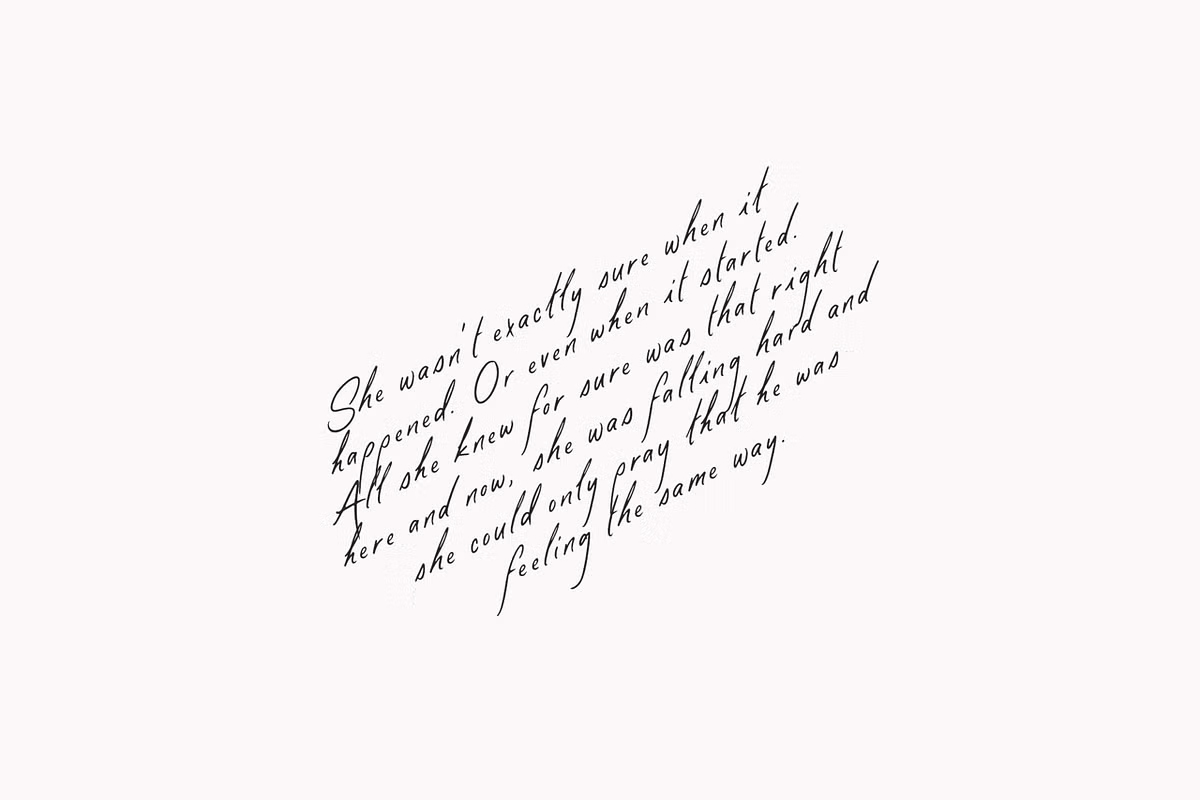 She wasn't exactly sure when it
happened. Or even when it started.
All she knew for sure was that right
here and now, she was falling hard and
she could only pray that he was
feeling the same way.